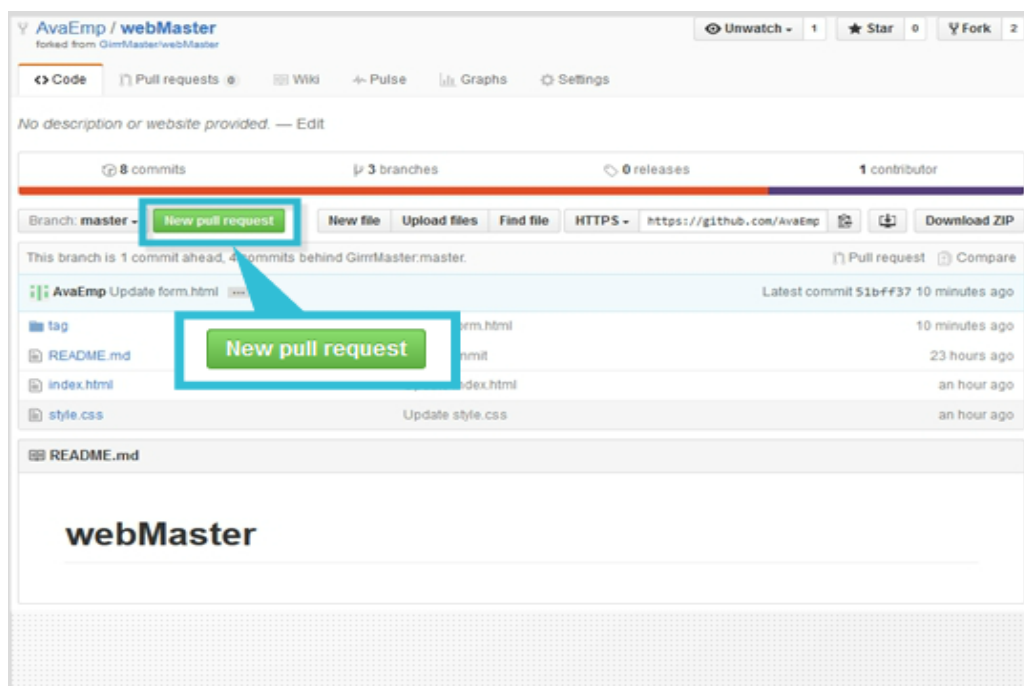 AvaEmp / webMaster
forked from GirrrMaster/webMaster
Unwatch 1 Star 0 Fork 2
Code Pull requests 0 Wiki Pulse Graphs Settings
No description or website provided. — Edit
8 commits 3 branches 0 releases 1 contributor
Branch: master New pull request New file Upload files Find file HTTPS https://github.com/AvaEmp Download ZIP
This branch is 1 commit ahead, 4 commits behind GirrrMaster:master. Pull request Compare
AvaEmp Update form.html ... Latest commit 51bff37 10 minutes ago
tag form.html 10 minutes ago
README.md 23 hours ago
New pull request
index.html index.html an hour ago
style.css Update style.css an hour ago
README.md
webMaster